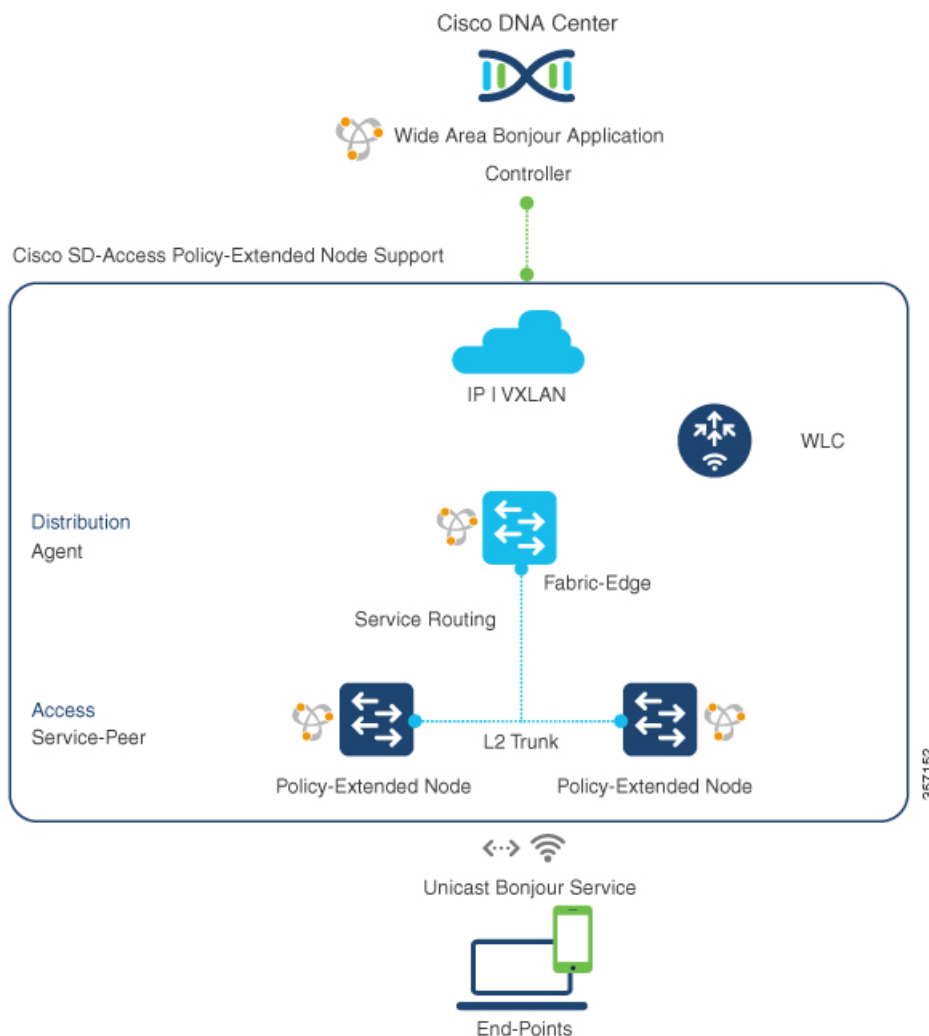 Cisco DNA Center
Wide Area Bonjour Application
Controller
Cisco SD-Access Policy-Extended Node Support
IP | VXLAN
WLC
Distribution
Agent
Fabric-Edge
Service Routing
Access
Service-Peer
L2 Trunk
Policy-Extended Node
Policy-Extended Node
357152
Unicast Bonjour Service
End-Points